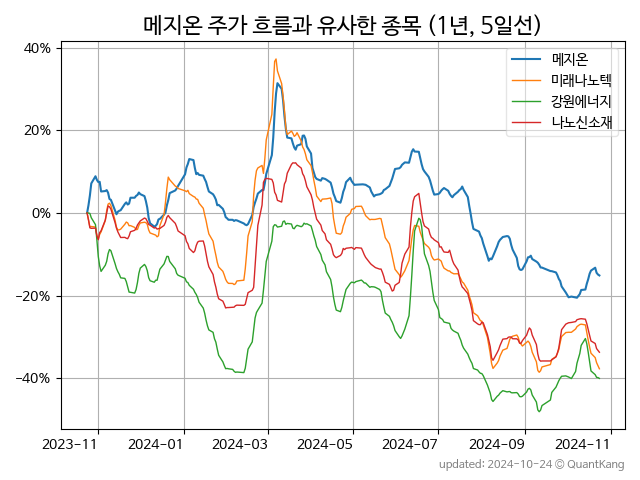 메지온 주가 흐름과 유사한 종목 (1년, 5일선)
메지온
미래나노텍
강원에너지
나노신소재
40%
20%
0%
−20%
−40%
2023−11
2024−01
2024−03
2024−05
2024−07
2024−09
2024−11
updated: 2024-10-24 © QuantKang